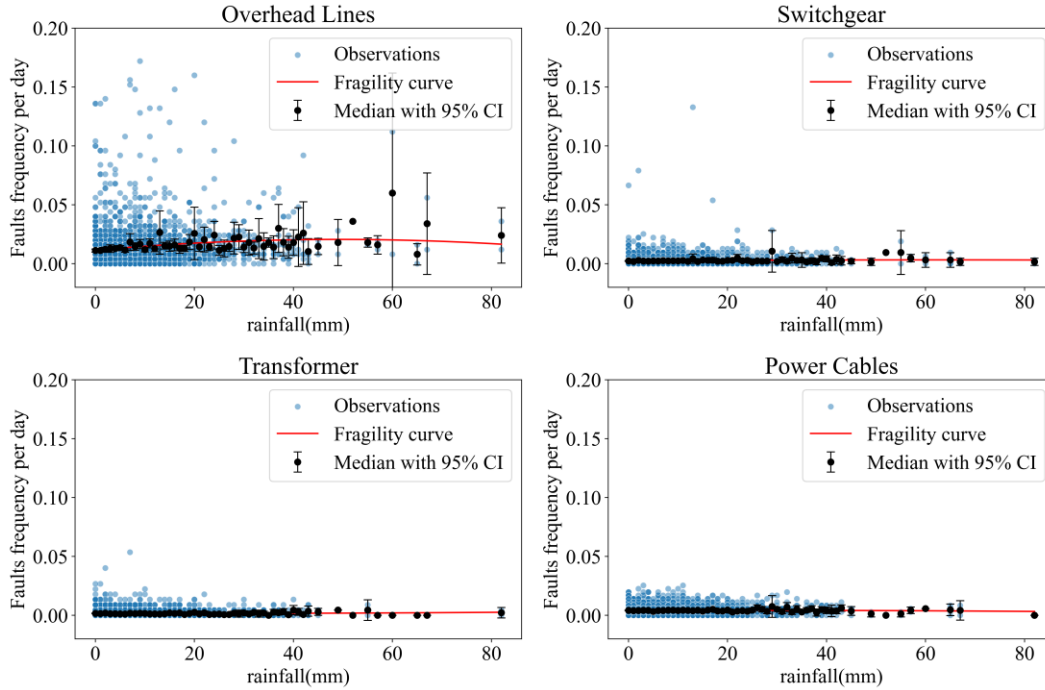 Overhead Lines
Faults frequency per day
0.20
0.15
0.10
0.05
0.00
Observations
Fragility curve
Median with 95% CI
0 20 40 60 80
rainfall(mm)
Switchgear
Faults frequency per day
0.20
0.15
0.10
0.05
0.00
Observations
Fragility curve
Median with 95% CI
0 20 40 60 80
rainfall(mm)
Transformer
Faults frequency per day
0.20
0.15
0.10
0.05
0.00
Observations
Fragility curve
Median with 95% CI
0 20 40 60 80
rainfall(mm)
Power Cables
Faults frequency per day
0.20
0.15
0.10
0.05
0.00
Observations
Fragility curve
Median with 95% CI
0 20 40 60 80
rainfall(mm)